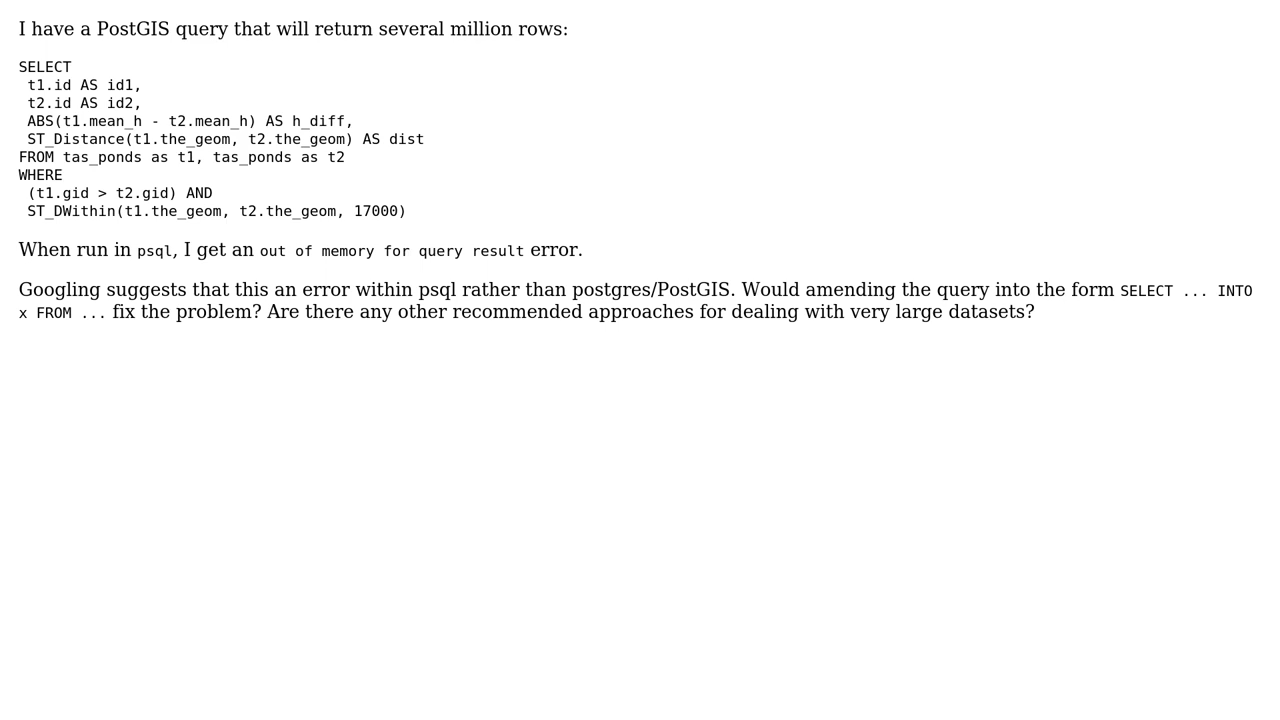 I have a PostGIS query that will return several million rows:
SELECT
t1.id AS id1,
t2.id AS id2,
ABS(t1.mean_h - t2.mean_h) AS h_diff,
ST_Distance(t1.the_geom, t2.the_geom) AS dist
FROM tas_ponds as t1, tas_ponds as t2
WHERE
(t1.gid > t2.gid) AND
ST_DWithin(t1.the_geom, t2.the_geom, 17000)
When run in psql, I get an out of memory for query result error.
Googling suggests that this an error within psql rather than postgres/PostGIS. Would amending the query into the form SELECT ... INTO
x FROM ... fix the problem? Are there any other recommended approaches for dealing with very large datasets?